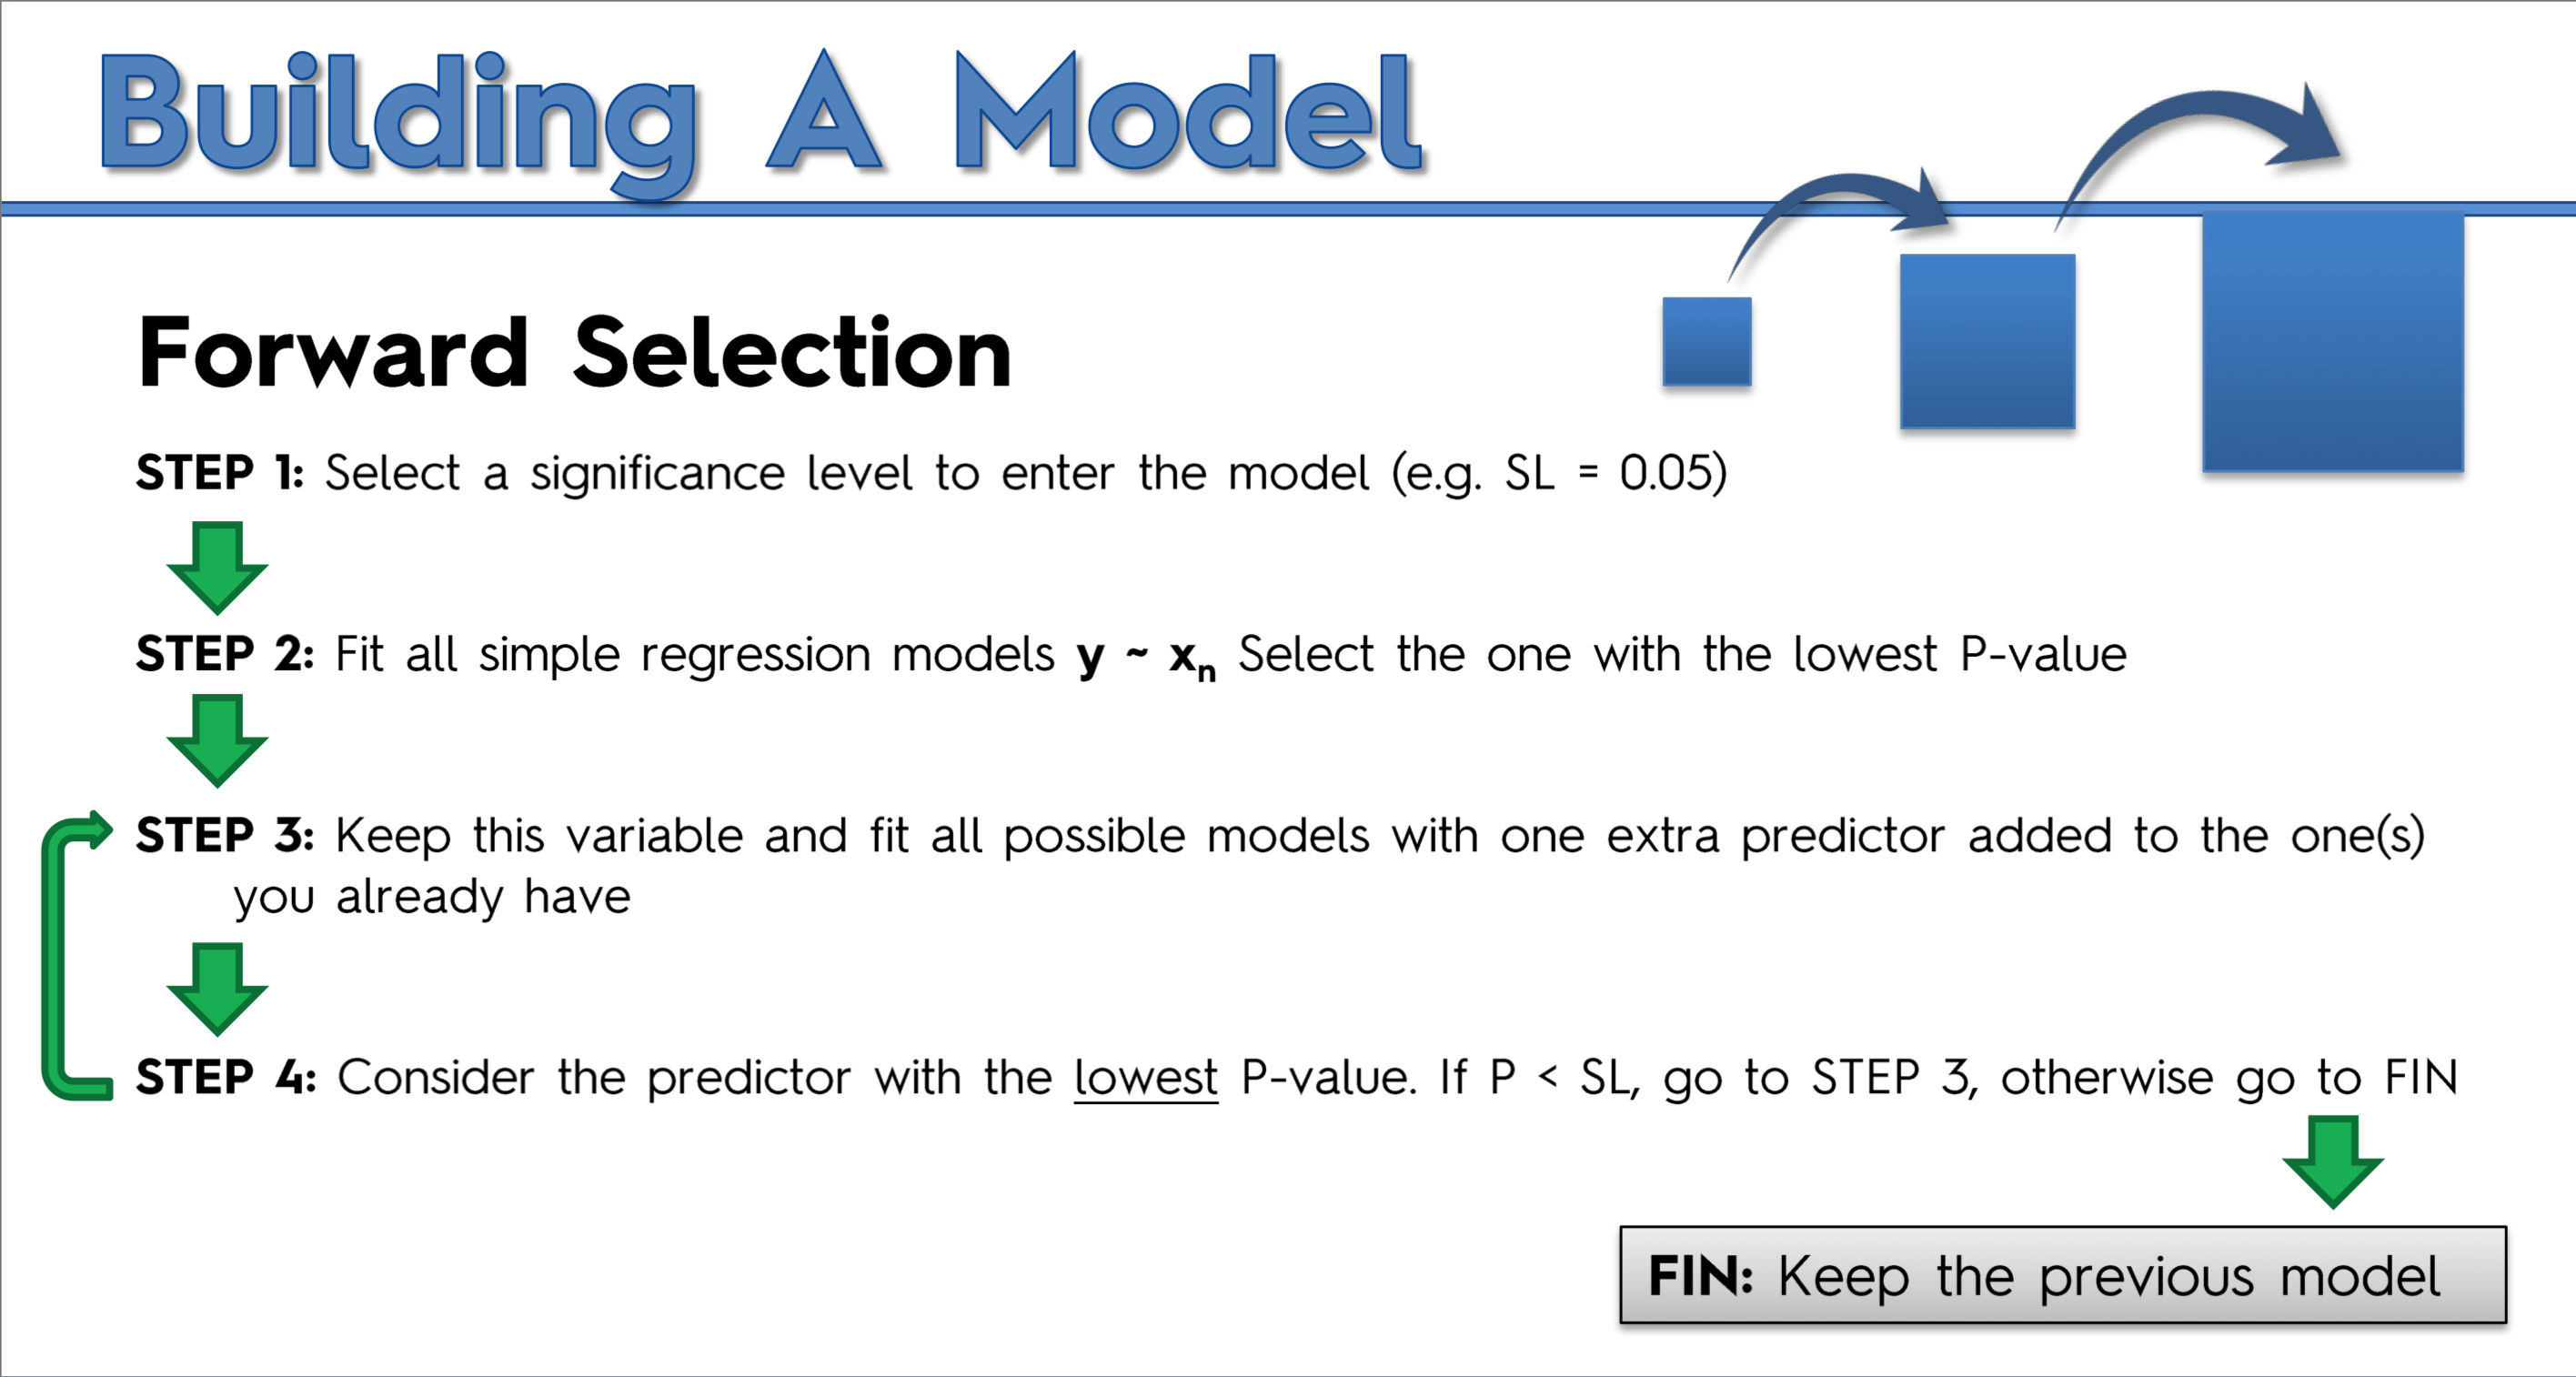 Building A Model
Forward Selection
STEP 1: Select a significance level to enter the model (e.g. SL = 0.05)
STEP 2: Fit all simple regression models y ~ xₙ Select the one with the lowest P-value
STEP 3: Keep this variable and fit all possible models with one extra predictor added to the one(s)
you already have
STEP 4: Consider the predictor with the lowest P-value. If P < SL, go to STEP 3, otherwise go to FIN
FIN: Keep the previous model